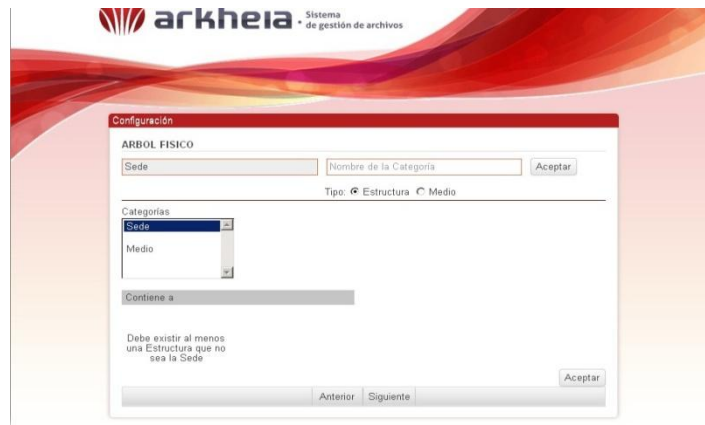 arkheia · Sistema
de gestión de archivos
Configuración
ARBOL FISICO
Sede Nombre de la Categoría Aceptar
Tipo: Estructura Medio
Categorías
Sede
Medio
Contiene a
Debe existir al menos
una Estructura que no
sea la Sede
Aceptar
Anterior Siguiente